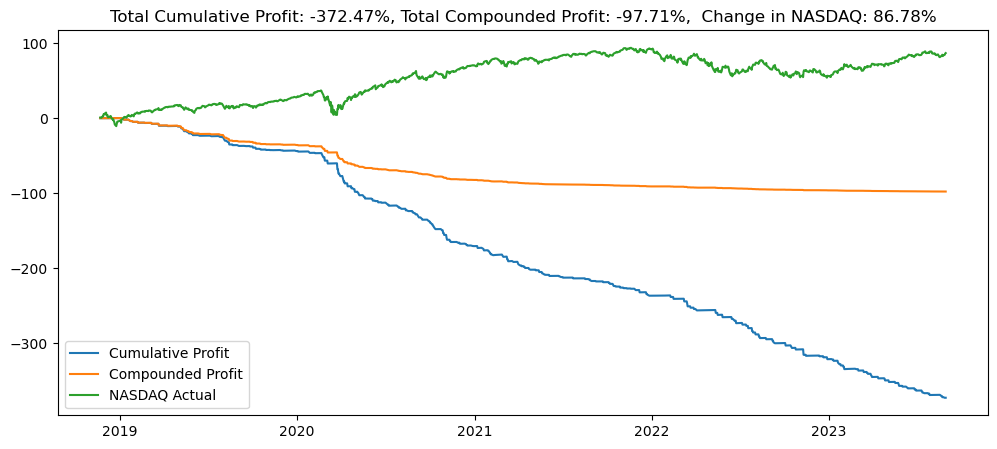 Total Cumulative Profit: -372.47%, Total Compounded Profit: -97.71%,  Change in NASDAQ: 86.78%
100
0
−100
−200
−300
Cumulative Profit
Compounded Profit
NASDAQ Actual
2019 2020 2021 2022 2023